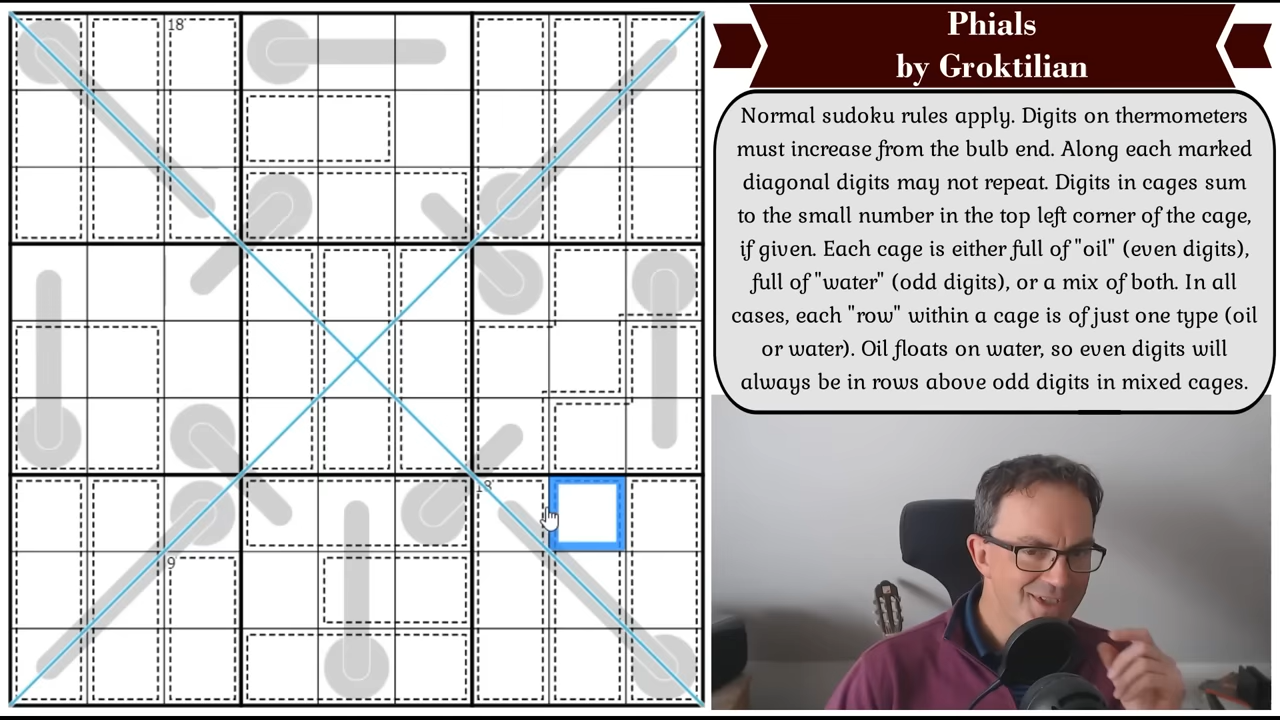 Phials
by Groktilian
Normal sudoku rules apply. Digits on thermometers
must increase from the bulb end. Along each marked
diagonal digits may not repeat. Digits in cages sum
to the small number in the top left corner of the cage,
if given. Each cage is either full of "oil" (even digits),
full of "water" (odd digits), or a mix of both. In all
cases, each "row" within a cage is of just one type (oil
or water). Oil floats on water, so even digits will
always be in rows above odd digits in mixed cages.
18
9